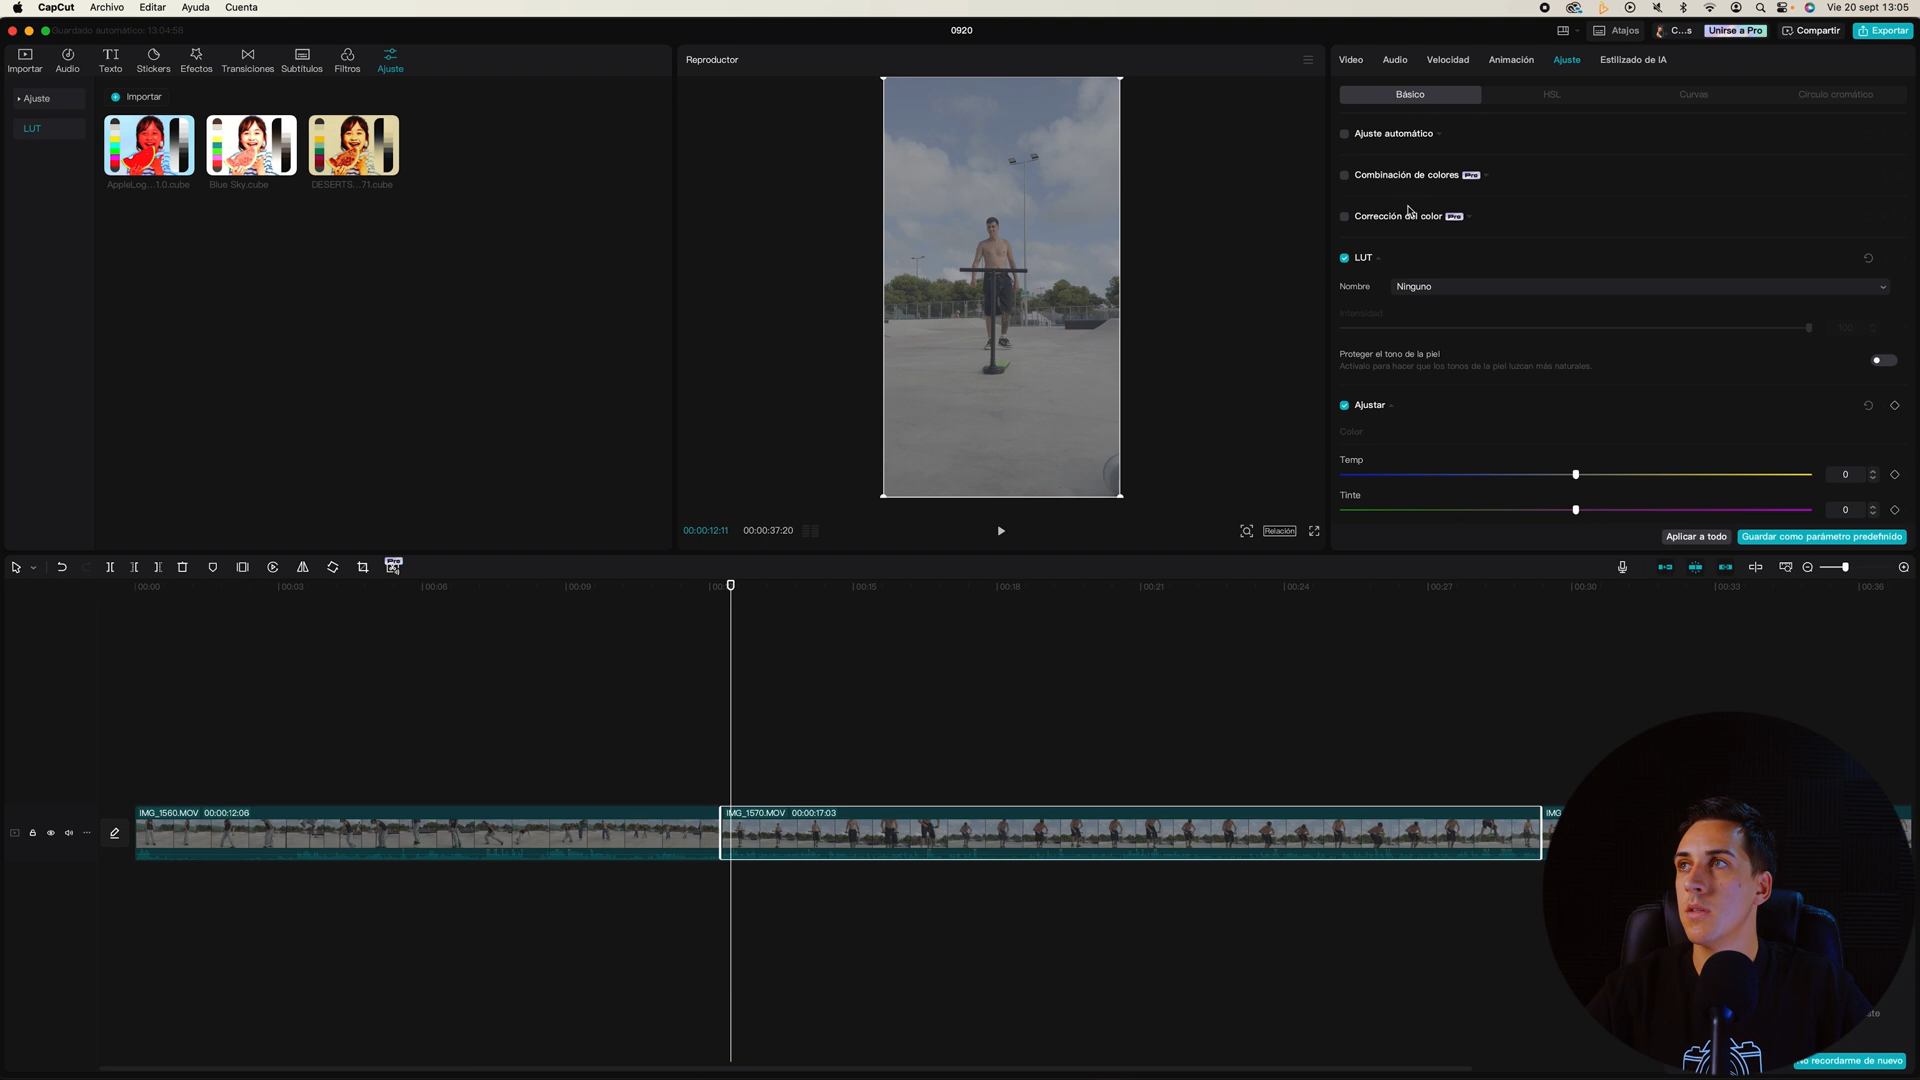 CapCut Archivo Editar Ayuda Cuenta
Vie 20 sept 13:05
Guardado automático: 13:04:56
0920
Atajos
C...s
Unirse a Pro
Compartir
Exportar
Importar Audio Texto Stickers Efectos Transiciones Subtítulos Filtros Ajuste
Ajuste
LUT
Importar
AppleLog...1.0.cube
Blue Sky.cube
DESERTS...71.cube
Reproductor
00:00:12:11 00:00:37:20
Relación
Video Audio Velocidad Animación Ajuste Estilizado de IA
Básico HSL Curvas Círculo cromático
Ajuste automático
Combinación de colores Pro
Corrección del color Pro
LUT
Nombre Ninguno
Intensidad
100
Proteger el tono de la piel
Actívalo para hacer que los tonos de la piel luzcan más naturales.
Ajustar
Color
Temp
0
Tinte
0
Aplicar a todo
Guardar como parámetro predefinido
Pro
00:00 00:03 00:06 00:09 00:15 00:18 00:21 00:24 00:27 00:30 00:33 00:36
IMG_1560.MOV 00:00:12:06
IMG_1570.MOV 00:00:17:03
IMG
No recordarme de nuevo